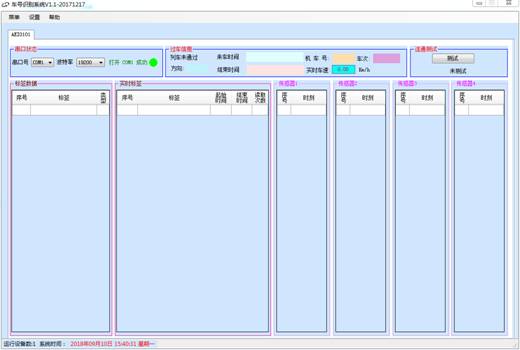 车号识别系统V1.1-20171217
菜单 设置 帮助
AEI0101
串口状态
串口号 COM1 波特率 19200 打开 COM1 成功
过车信息
列车未通过 来车时间 机 车 号: 车次:
方向: 结束时间 实时车速 0.00 Km/h
连通测试
测试
未测试
标签数据
序号 标签 类型
实时标签
序号 标签 起始时间 结束时间 读取次数
传感器1
序号 时刻
传感器2
序号 时刻
传感器3
序号 时刻
传感器4
序号 时刻
运行设备数:1 系统时间: 2018年09月10日 15:40:31 星期一